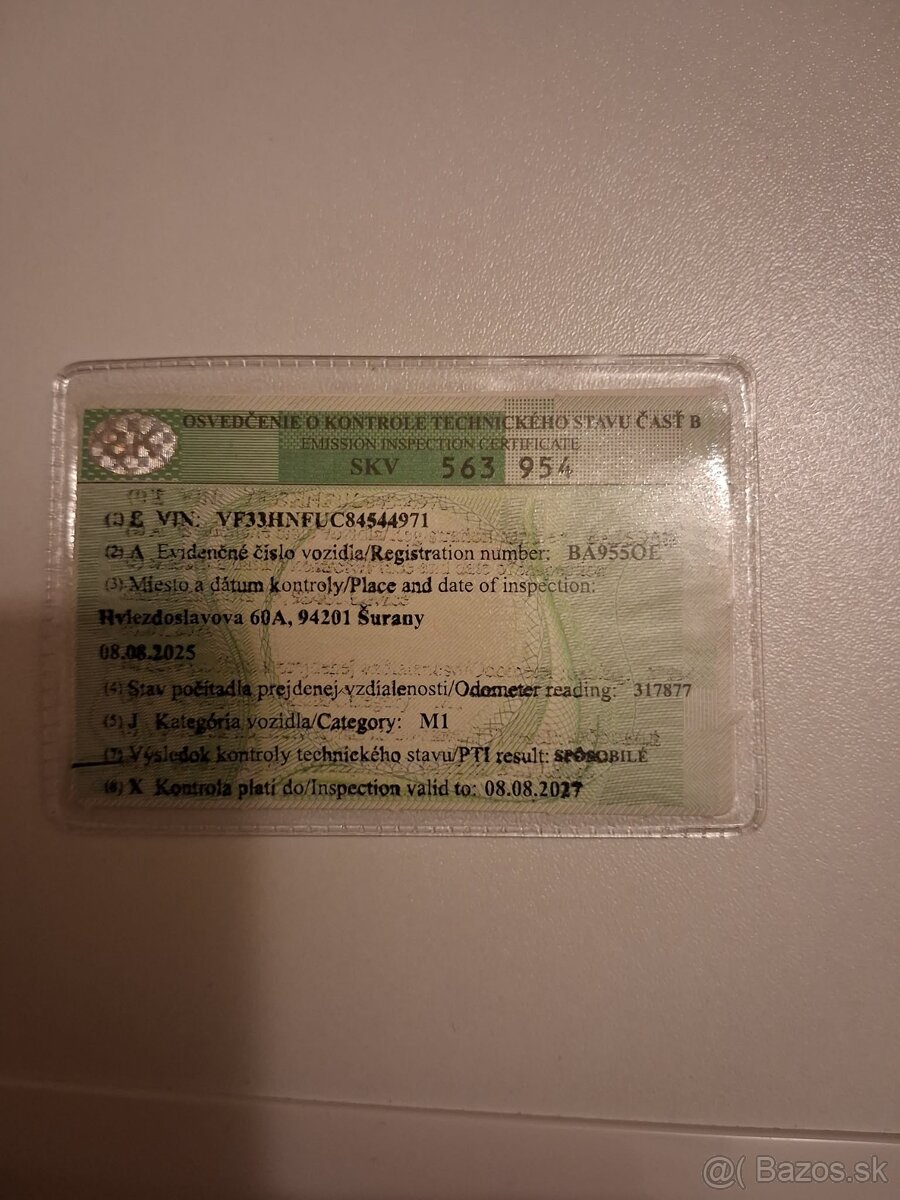 OSVEDČENIE O KONTROLE TECHNICKÉHO STAVU ČASŤ B
EMISSION INSPECTION CERTIFICATE
SK
SKV 563 954
(1) E VIN: VF33HNFUC84544971
(2) A Evidenčné číslo vozidla/Registration number: BA955OE
(3) Miesto a dátum kontroly/Place and date of inspection:
Hviezdoslavova 60A, 94201 Šurany
08.08.2025
(4) Stav počítadla prejdenej vzdialenosti/Odometer reading: 317877
(5) J Kategória vozidla/Category: M1
(7) Výsledok kontroly technického stavu/PTI result: SPÔSOBILÉ
(8) X Kontrola platí do/Inspection valid to: 08.08.2027
@( Bazos.sk